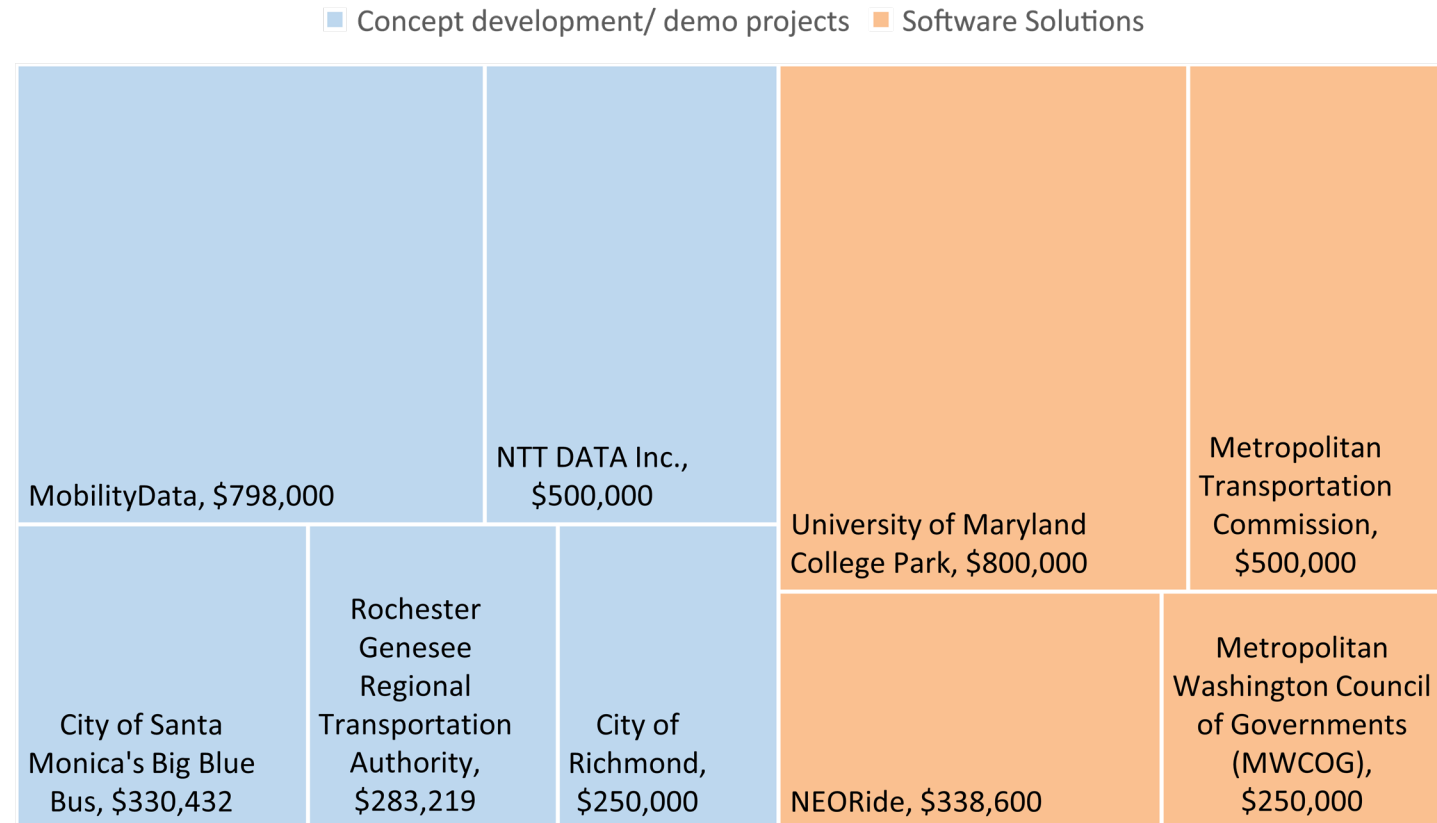 Concept development/ demo projects Software Solutions
MobilityData, $798,000
NTT DATA Inc.,
$500,000
University of Maryland
College Park, $800,000
Metropolitan
Transportation
Commission,
$500,000
City of Santa
Monica's Big Blue
Bus, $330,432
Rochester
Genesee
Regional
Transportation
Authority,
$283,219
City of
Richmond,
$250,000
NEORide, $338,600
Metropolitan
Washington Council
of Governments
(MWCOG),
$250,000